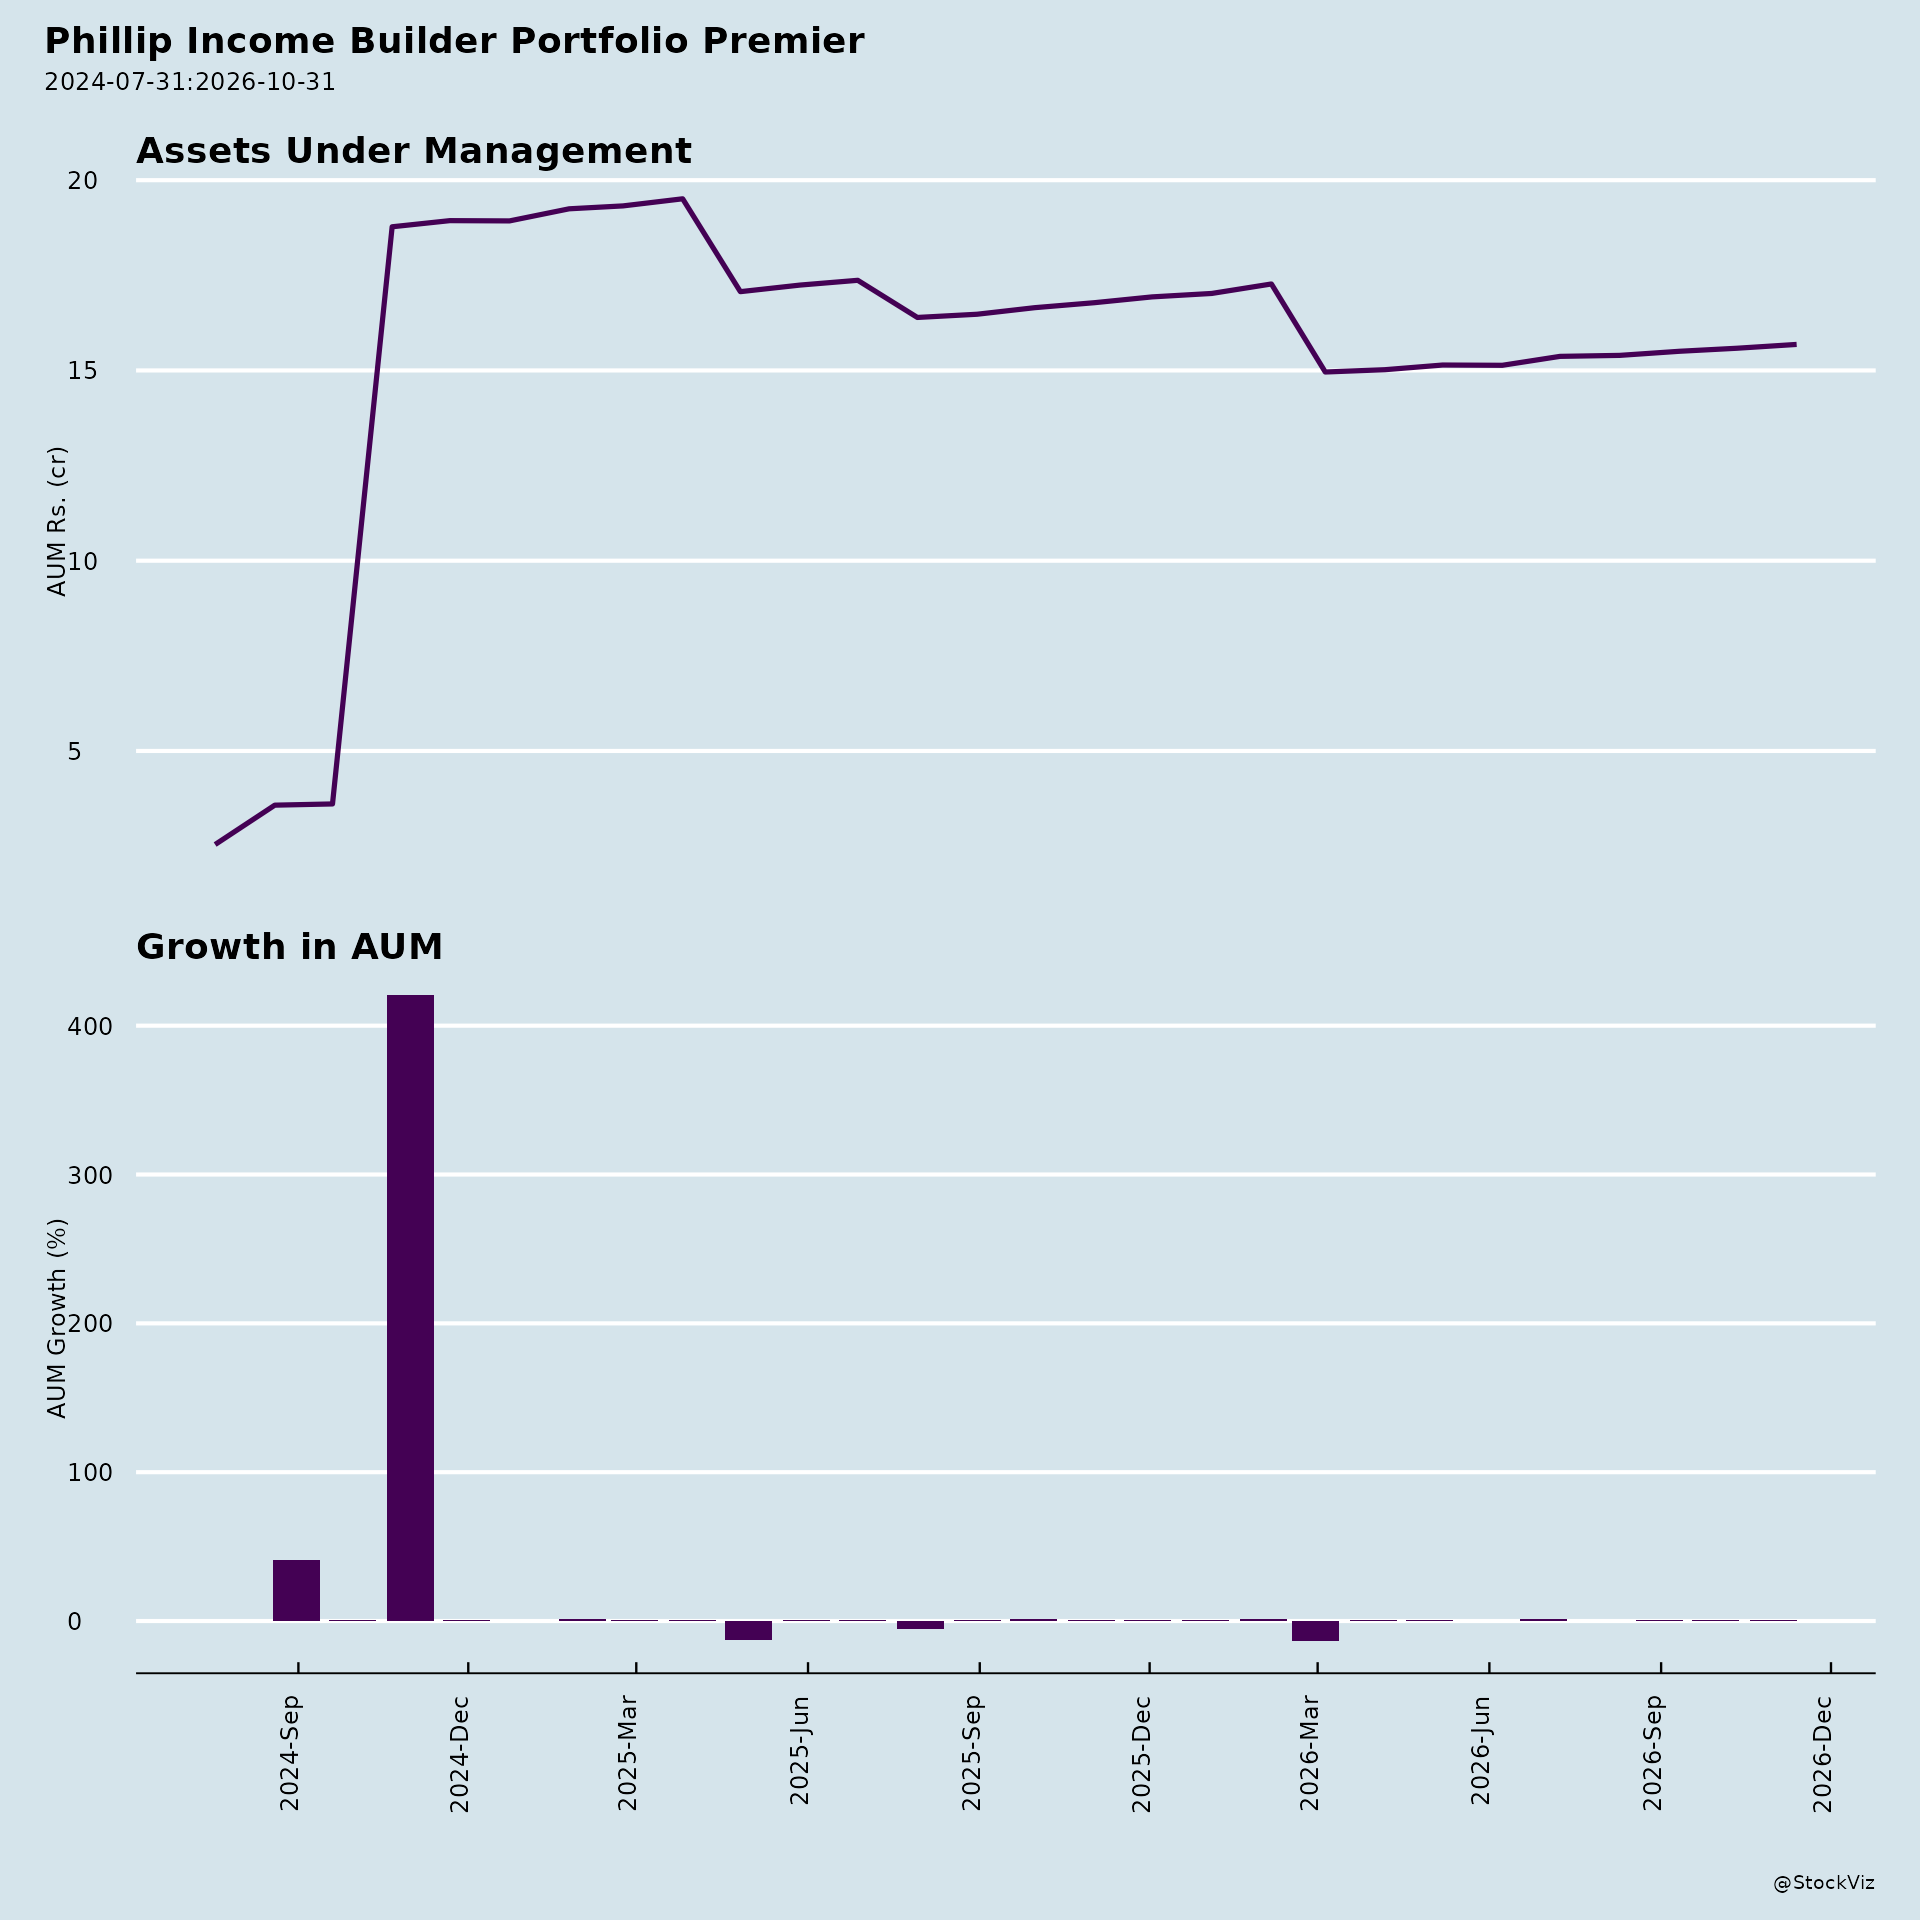 Phillip Income Builder Portfolio Premier
2024-07-31:2026-10-31
Assets Under Management
AUM Rs. (cr)
20
15
10
5
Growth in AUM
AUM Growth (%)
400
300
200
100
0
2024-Sep
2024-Dec
2025-Mar
2025-Jun
2025-Sep
2025-Dec
2026-Mar
2026-Jun
2026-Sep
2026-Dec
@StockViz